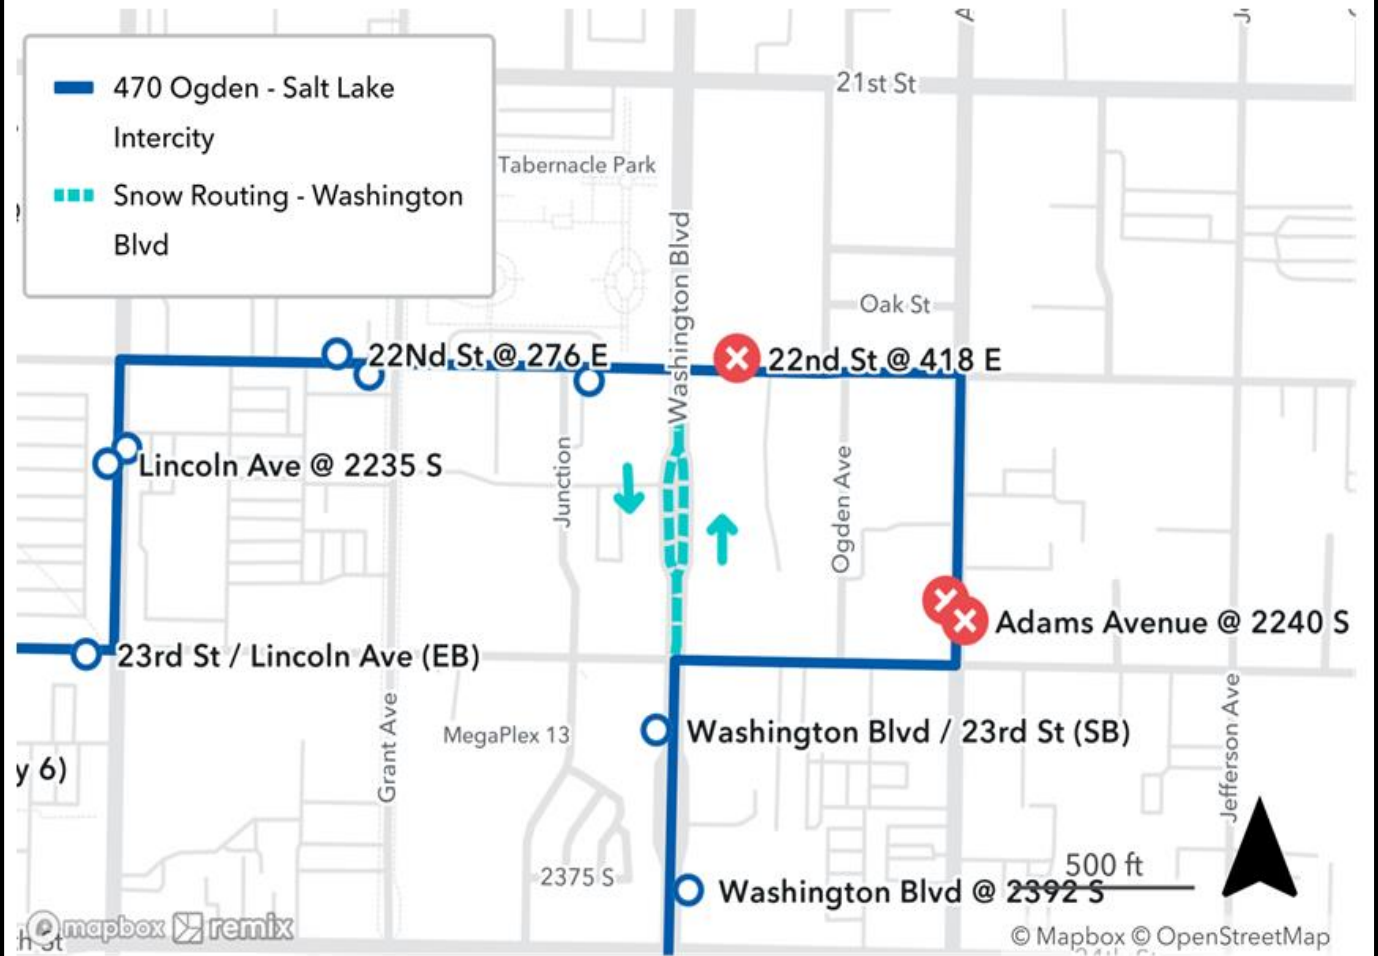 470 Ogden - Salt Lake
Intercity
Snow Routing - Washington
Blvd
21st St
Tabernacle Park
Washington Blvd
Oak St
22Nd St @ 276 E
22nd St @ 418 E
Lincoln Ave @ 2235 S
Junction
Ogden Ave
Adams Avenue @ 2240 S
23rd St / Lincoln Ave (EB)
Grant Ave
MegaPlex 13
Washington Blvd / 23rd St (SB)
Jefferson Ave
y 6)
2375 S
500 ft
Washington Blvd @ 2392 S
mapbox remix
© Mapbox © OpenStreetMap